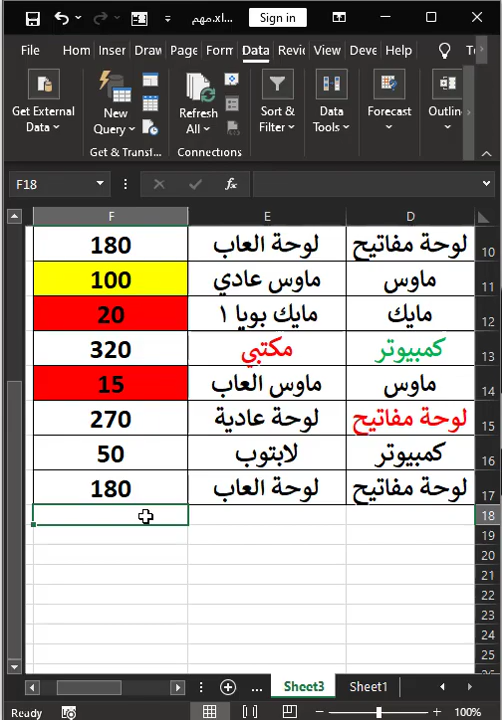 مهم.xl...
Sign in
File Hom Inser Draw Page Form Data Revie View Deve Help
Get External Data
New Query
Refresh All
Sort & Filter
Data Tools
Forecast
Outlin
Get & Transf... Connections
F18
fx
F E D
180 لوحة العاب لوحة مفاتيح 10
100 ماوس عادي ماوس 11
20 مايك بويا ١ مايك 12
320 مكتبي كمبيوتر 13
15 ماوس العاب ماوس 14
270 لوحة عادية لوحة مفاتيح 15
50 لابتوب كمبيوتر 16
180 لوحة العاب لوحة مفاتيح 17
18
19
20
21
22
23
24
25
... Sheet3 Sheet1
Ready 100%